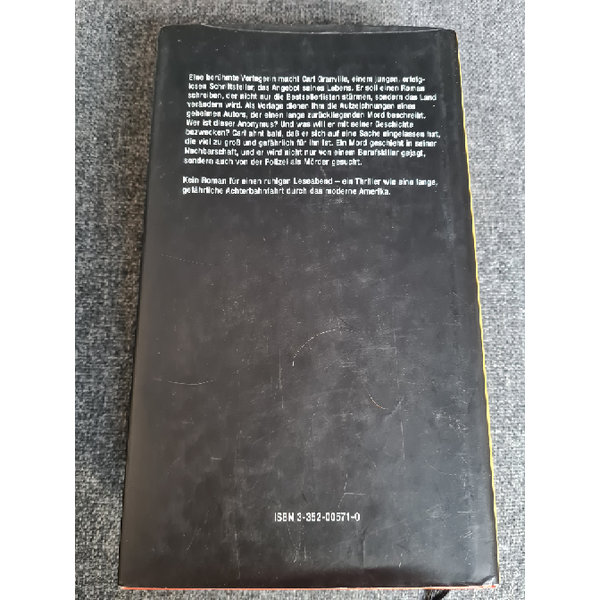 Eine berühmte Verlegerin macht Carl Granville, einem jungen, erfolg-
losen Schriftsteller, das Angebot seines Lebens. Er soll einen Roman
schreiben, der nicht nur die Bestsellerlisten stürmen, sondern das Land
verändern wird. Als Vorlage dienen ihm die Aufzeichnungen eines
geheimen Autors, der einen lange zurückliegenden Mord beschreibt.
Wer ist dieser Anonymus? Und was will er mit seiner Geschichte
bezwecken? Carl ahnt bald, daß er sich auf eine Sache eingelassen hat,
die viel zu groß und gefährlich für ihn ist. Ein Mord geschieht in seiner
Nachbarschaft, und er wird nicht nur von einem Berufskiller gejagt,
sondern auch von der Polizei als Mörder gesucht.
Kein Roman für einen ruhigen Leseabend – ein Thriller wie eine lange,
gefährliche Achterbahnfahrt durch das moderne Amerika.
ISBN 3-352-00571-0